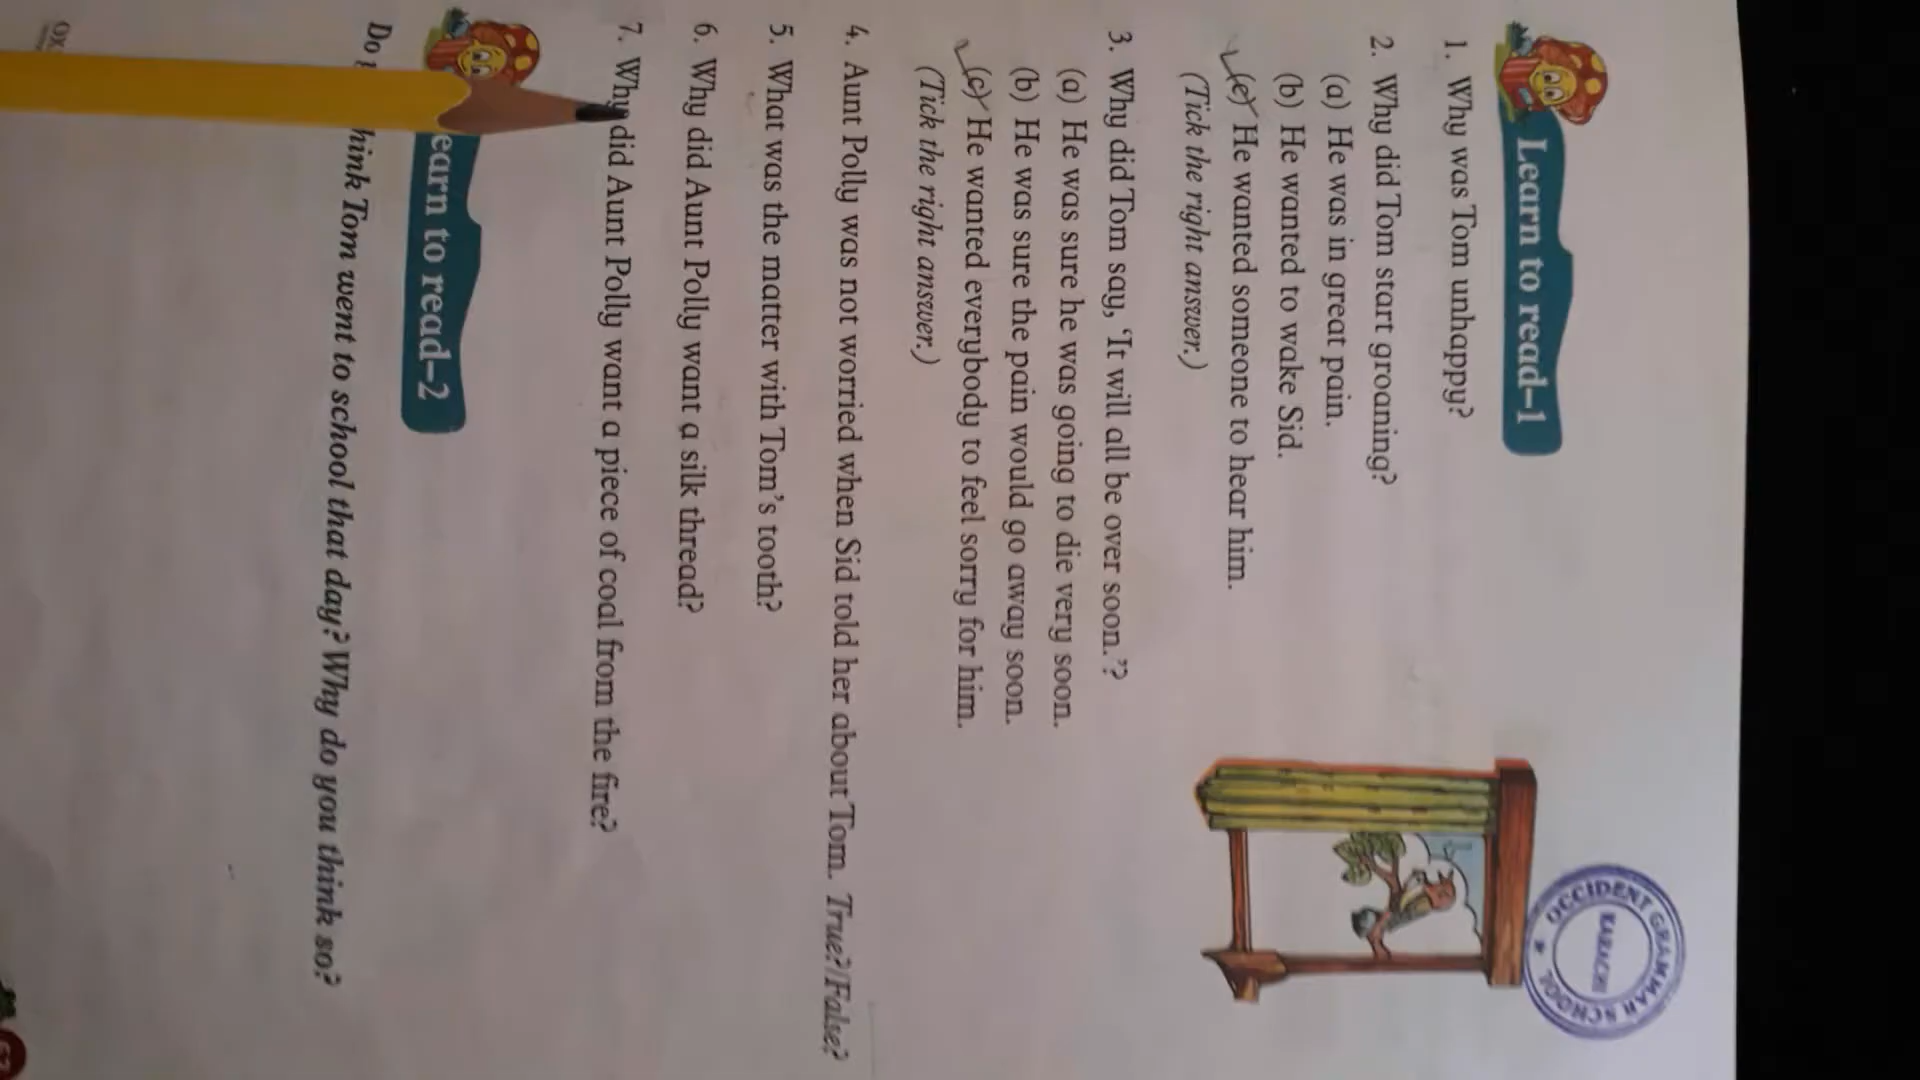 Learn to read–1
1. Why was Tom unhappy?
2. Why did Tom start groaning?
(a) He was in great pain.
(b) He wanted to wake Sid.
(c) He wanted someone to hear him.
(Tick the right answer.)
3. Why did Tom say, ‘It will all be over soon.’?
(a) He was sure he was going to die very soon.
(b) He was sure the pain would go away soon.
(c) He wanted everybody to feel sorry for him.
(Tick the right answer.)
4. Aunt Polly was not worried when Sid told her about Tom. True?/False?
5. What was the matter with Tom’s tooth?
6. Why did Aunt Polly want a silk thread?
7. Why did Aunt Polly want a piece of coal from the fire?
earn to read–2
Do hink Tom went to school that day? Why do you think so?
OCCIDENT GRAMMAR SCHOOL
KARACHI
OX